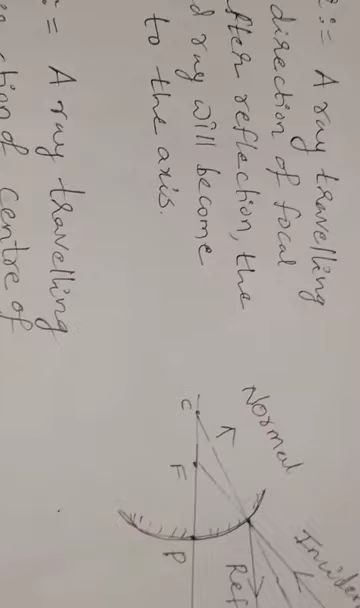 := A ray travelling
direction of focal
after reflection, the
ray will become
to the axis.
:= A ray travelling
centre of
Normal
C
F
P